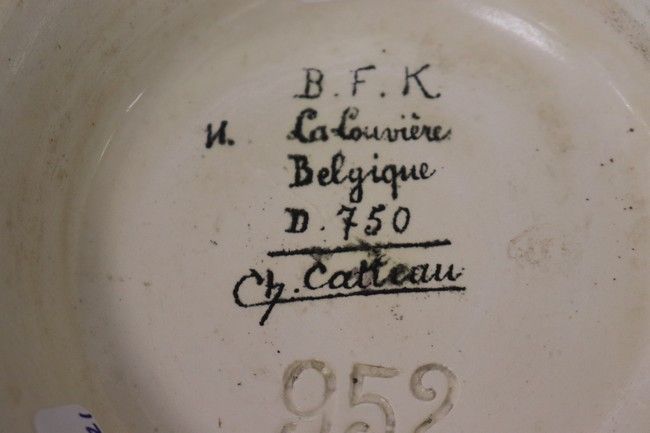 B.F.K.
N. La Louvière
Belgique
D.750
Ch. Catteau
952